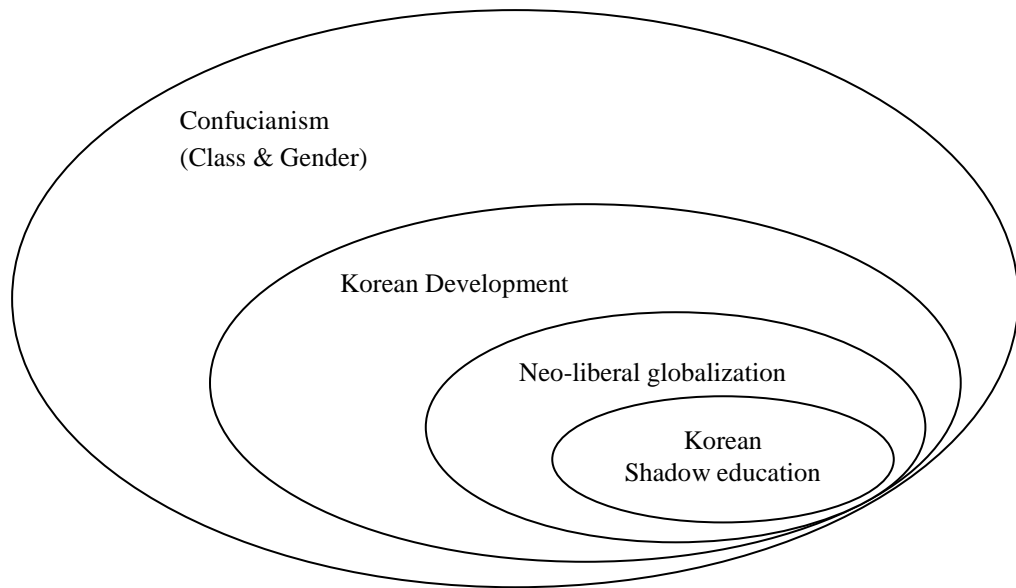 Confucianism
(Class & Gender)
Korean Development
Neo-liberal globalization
Korean
Shadow education